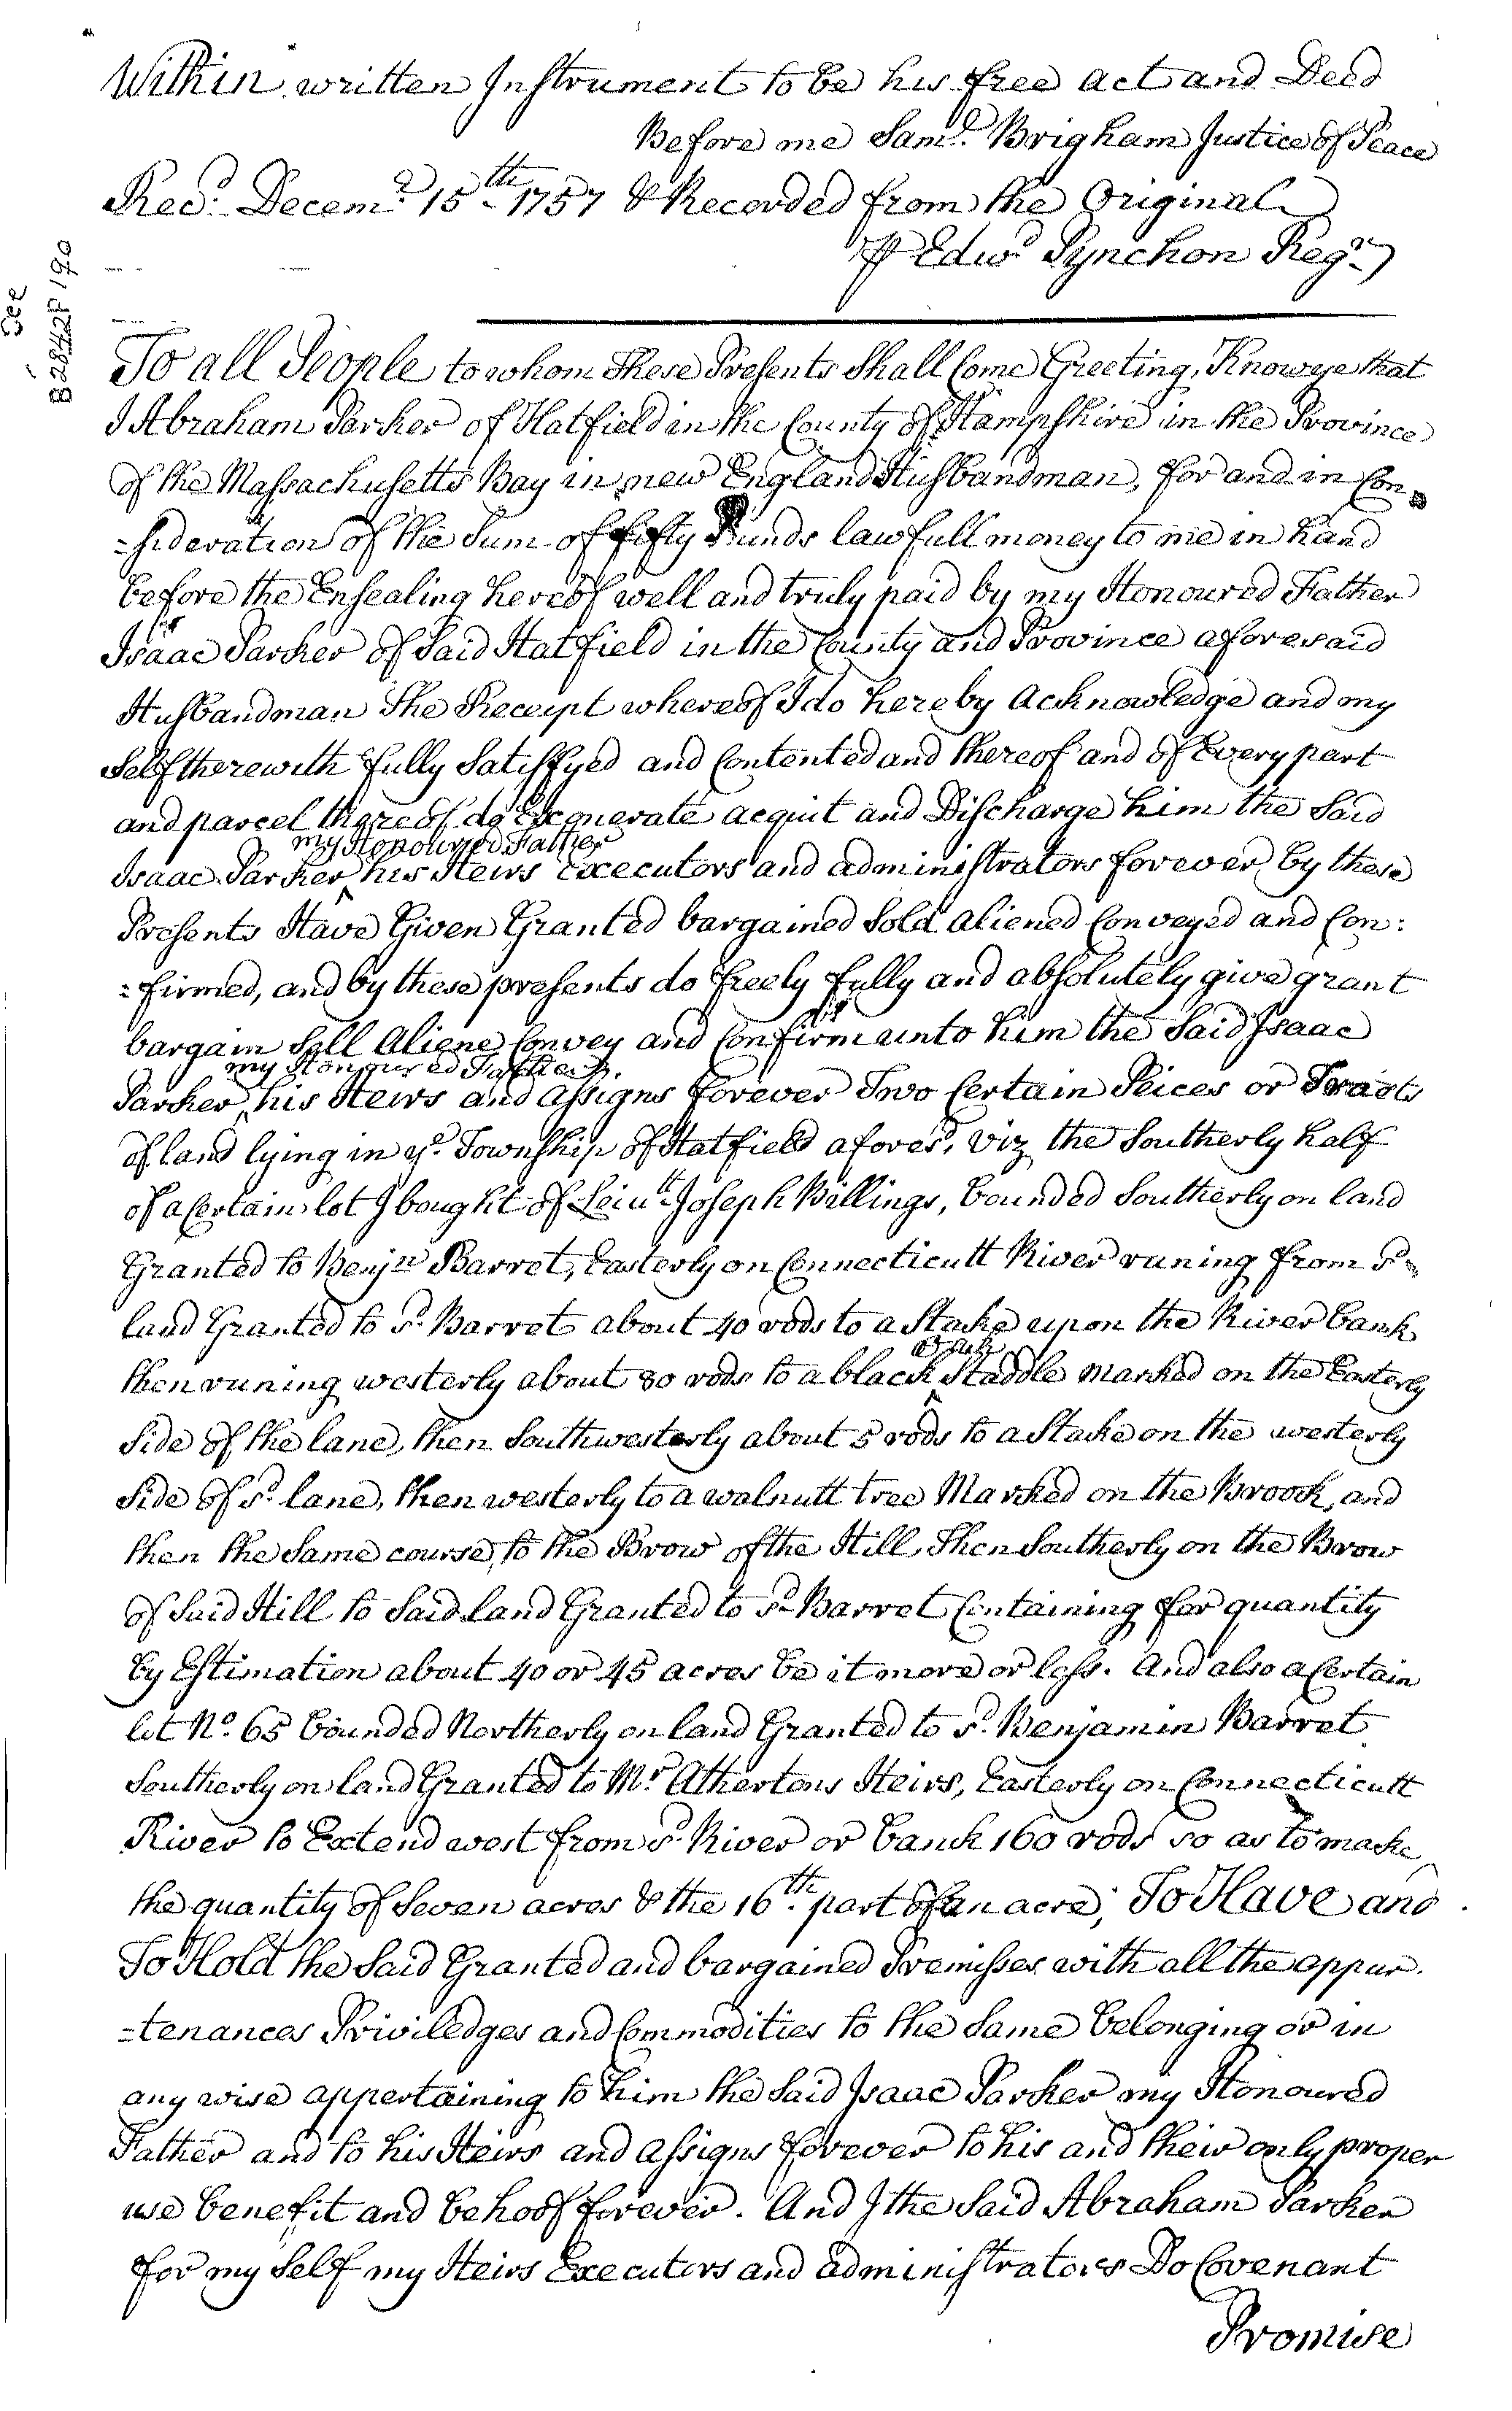 Within written Instrument to be his free act and Deed
Before me Sam.ˡ Brigham Justice of Peace
Rec.ᵈ Decem.ʳ 15.ᵗʰ 1757 & Recorded from the Original
℔ Edw.ᵈ Pynchon Reg.ʳ
See
B 284 P 190
To all People to whom These Presents Shall Come Greeting, Know ye that
I Abraham Parker of Hatfield in the County of Hampshire in the Province
of the Massachusetts Bay in new England Husbandman, for and in Con
=sideration of the Sum of fifty Punds lawfull money to me in hand
before the Ensealing hereof well and truly paid by my Honoured Father
Isaac Parker of Said Hatfield in the County and Province aforesaid
Husbandman The Receipt whereof I do hereby Acknowledge and my
Self therewith fully Satisfyed and Contented and thereof and of Every part
and parcel thereof do Exonerate acquit and Discharge him the Said
my Honoured Father
Isaac Parker ‸ his Heirs Executors and administrators forever by these
Presents Have Given Granted bargained Sold aliened Conveyed and Con:
=firmed, and by these presents do freely fully and absolutely give grant
bargain Sell Aliene Convey and Confirm unto him the Said Isaac
my Honoured Father
Parker ‸ his Heirs and Assigns forever Two Certain Peices or Tracts
of land lying in yᵉ Township of Hatfield afores.ᵈ, viz the Southerly half
of a Certain lot I bought of Leiu.ᵗ Joseph Billings, bounded Southerly on land
Granted to Benjⁿ Barret, Easterly on Connecticutt River runing from s.ᵈ
land Granted to s.ᵈ Barret about 40 rods to a Stake upon the River bank
then runing westerly about 80 rods to a black ‸ Staddle marked on the Easterly
Side of the lane, then Southwesterly about 5 rods to a Stake on the westerly
Side of s.ᵈ lane, then westerly to a walnutt tree Marked on the Broock, and
then the Same course, to the Brow of the Hill, Then Southerly on the Brow
of Said Hill to Said land Granted to s.ᵈ Barret Containing for quantity
by Estimation about 40 or 45 acres be it more or less. And also a Certain
lot N.º 65 bounded Northerly on land Granted to s.ᵈ Benjamin Barret
Southerly on land Granted to M.ʳ Athertons Heirs, Easterly on Connecticutt
River to Extend west from s.ᵈ River or banck 160 rods so as to make
the quantity of Seven acres & the 16.ᵗʰ part of an acre; To Have and
To Hold the Said Granted and bargained Premisses with all the appur
=tenances Priviledges and Commodities to the Same belonging or in
any wise appertaining to him the Said Isaac Parker my Honoured
Father and to his Heirs and Assigns forever to his and their only proper
use benefit and behoof forever. And I the Said Abraham Parker
for my Self my Heirs Executors and administrators Do Covenant
Promise